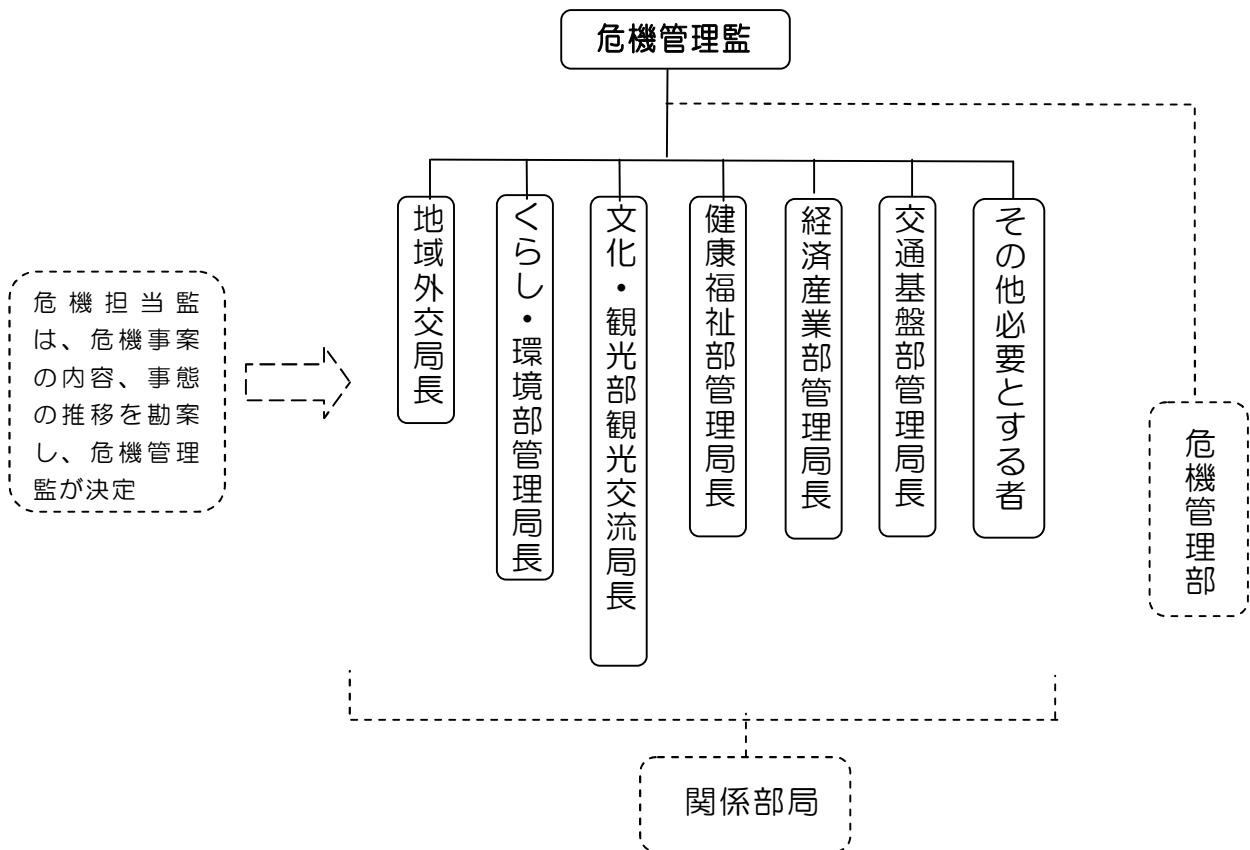 危機管理監
地域外交局長
くらし・環境部管理局長
文化・観光部観光交流局長
健康福祉部管理局長
経済産業部管理局長
交通基盤部管理局長
その他必要とする者
危機担当監
は、危機事案
の内容、事態
の推移を勘案
し、危機管理
監が決定
危機管理部
関係部局